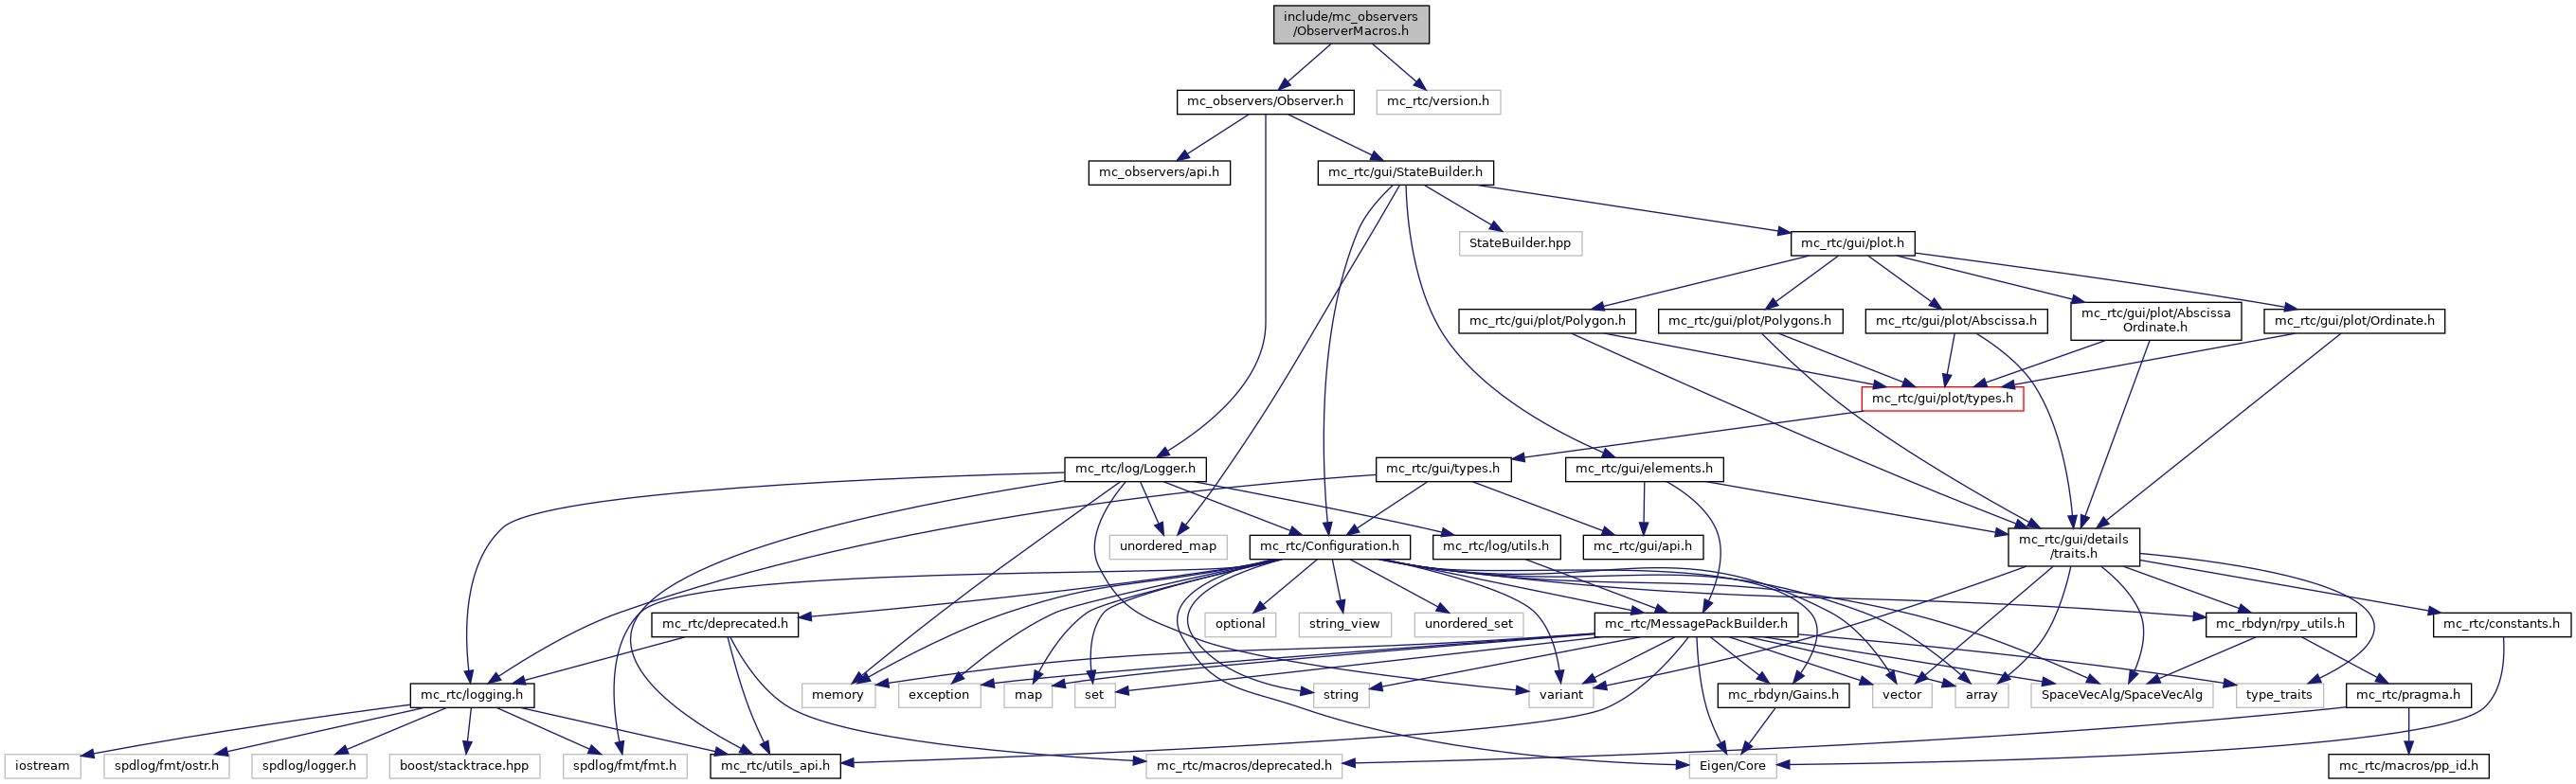 include/mc_observers
/ObserverMacros.h
mc_observers/Observer.h
mc_rtc/version.h
mc_observers/api.h
mc_rtc/gui/StateBuilder.h
StateBuilder.hpp
mc_rtc/gui/plot.h
mc_rtc/gui/plot/Polygon.h
mc_rtc/gui/plot/Polygons.h
mc_rtc/gui/plot/Abscissa.h
mc_rtc/gui/plot/Abscissa
Ordinate.h
mc_rtc/gui/plot/Ordinate.h
mc_rtc/gui/plot/types.h
mc_rtc/log/Logger.h
mc_rtc/gui/types.h
mc_rtc/gui/elements.h
unordered_map
mc_rtc/Configuration.h
mc_rtc/log/utils.h
mc_rtc/gui/api.h
mc_rtc/gui/details
/traits.h
mc_rtc/deprecated.h
optional
string_view
unordered_set
mc_rtc/MessagePackBuilder.h
mc_rbdyn/rpy_utils.h
mc_rtc/constants.h
mc_rtc/logging.h
memory
exception
map
set
string
variant
mc_rbdyn/Gains.h
vector
array
SpaceVecAlg/SpaceVecAlg
type_traits
mc_rtc/pragma.h
iostream
spdlog/fmt/ostr.h
spdlog/logger.h
boost/stacktrace.hpp
spdlog/fmt/fmt.h
mc_rtc/utils_api.h
mc_rtc/macros/deprecated.h
Eigen/Core
mc_rtc/macros/pp_id.h